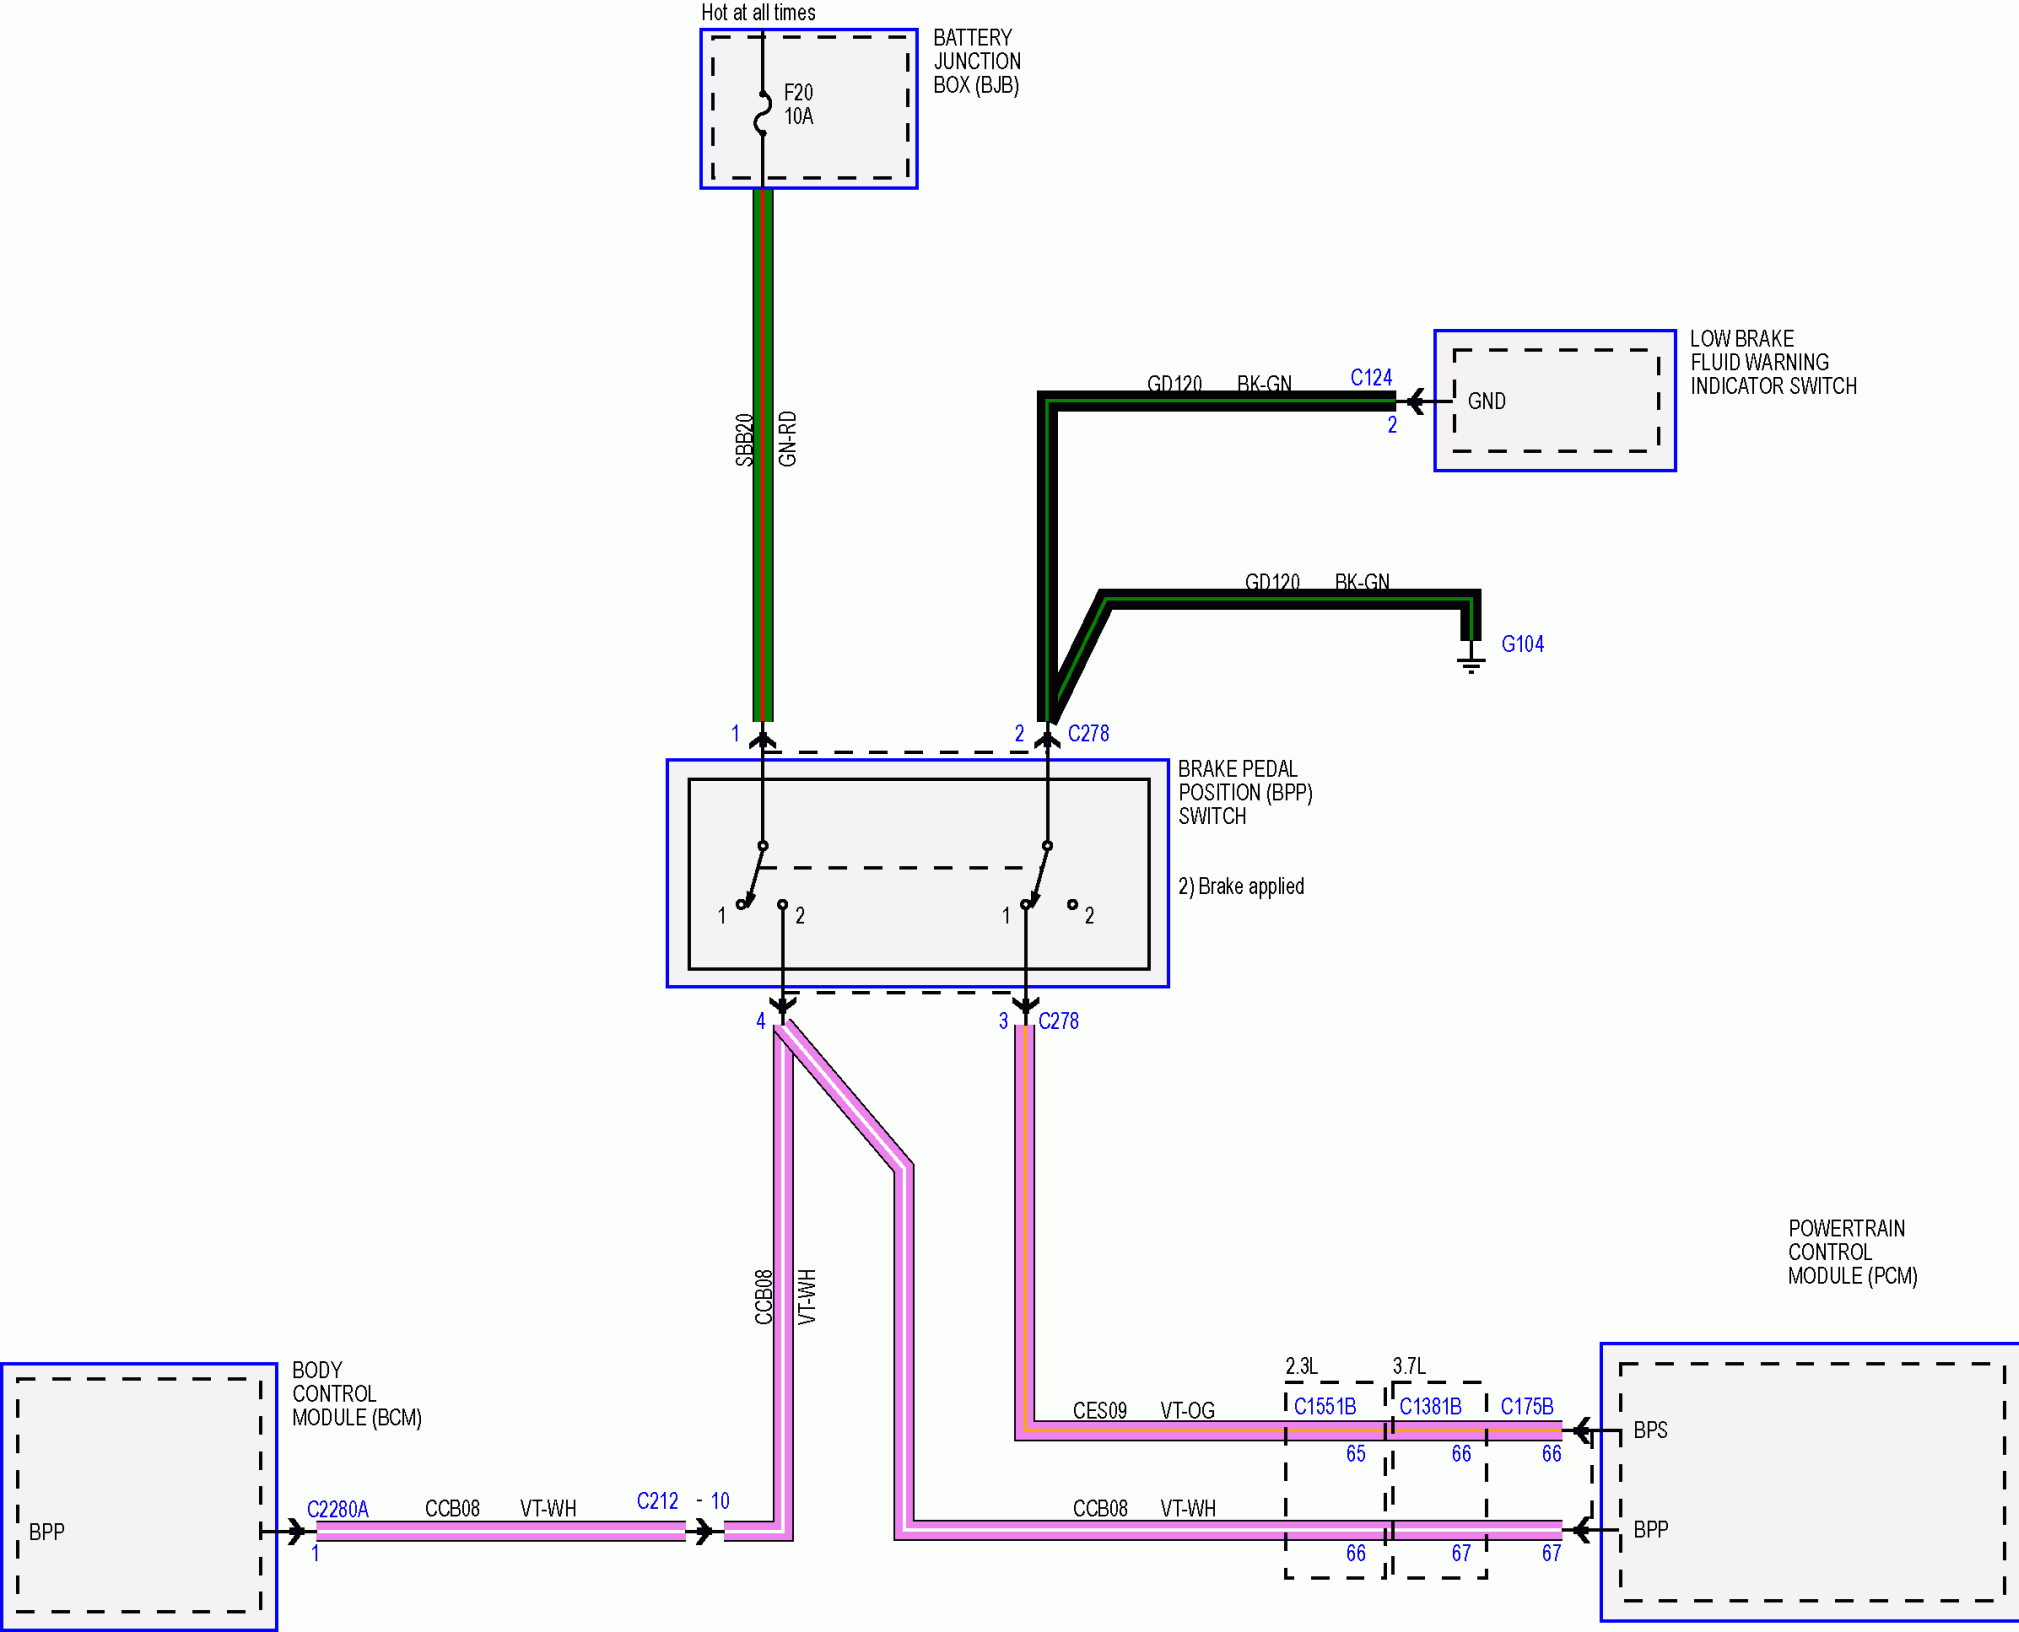 Hot at all times
BATTERY
JUNCTION
BOX (BJB)
F20
10A
LOW BRAKE
FLUID WARNING
INDICATOR SWITCH
GD120 BK-GN C124
GND
2
SBB20
GN-RD
GD120 BK-GN
G104
1
2 C278
BRAKE PEDAL
POSITION (BPP)
SWITCH
2) Brake applied
1 2
1 2
4
3 C278
CCB08
VT-WH
POWERTRAIN
CONTROL
MODULE (PCM)
BODY
CONTROL
MODULE (BCM)
2.3L
3.7L
CES09 VT-OG C1551B C1381B C175B
BPS
65 66 66
C2280A CCB08 VT-WH C212 - 10
BPP
1
CCB08 VT-WH
BPP
66 67 67